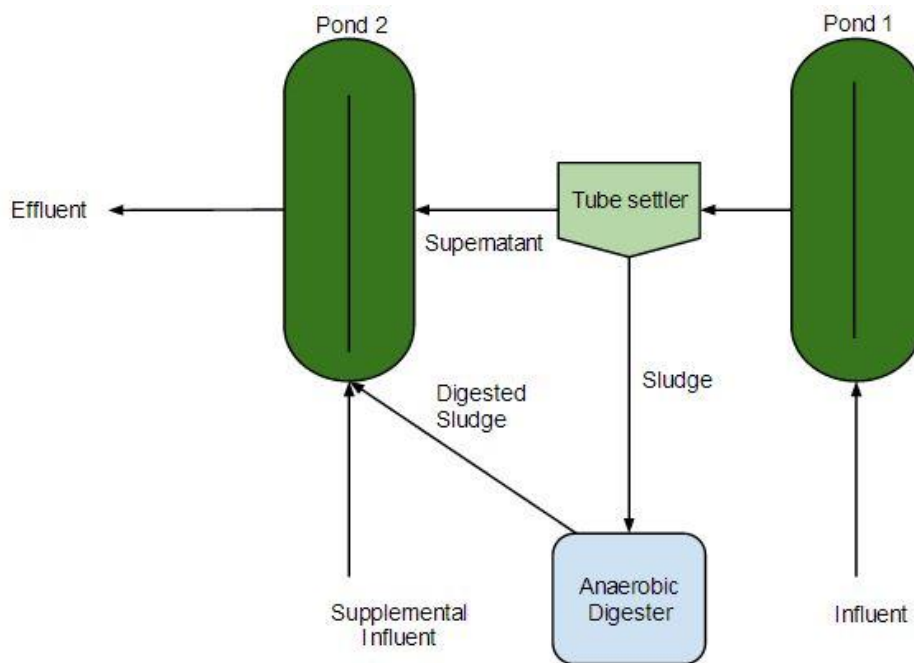 Pond 2
Pond 1
Effluent
Tube settler
Supernatant
Sludge
Digested
Sludge
Anaerobic
Digester
Supplemental
Influent
Influent